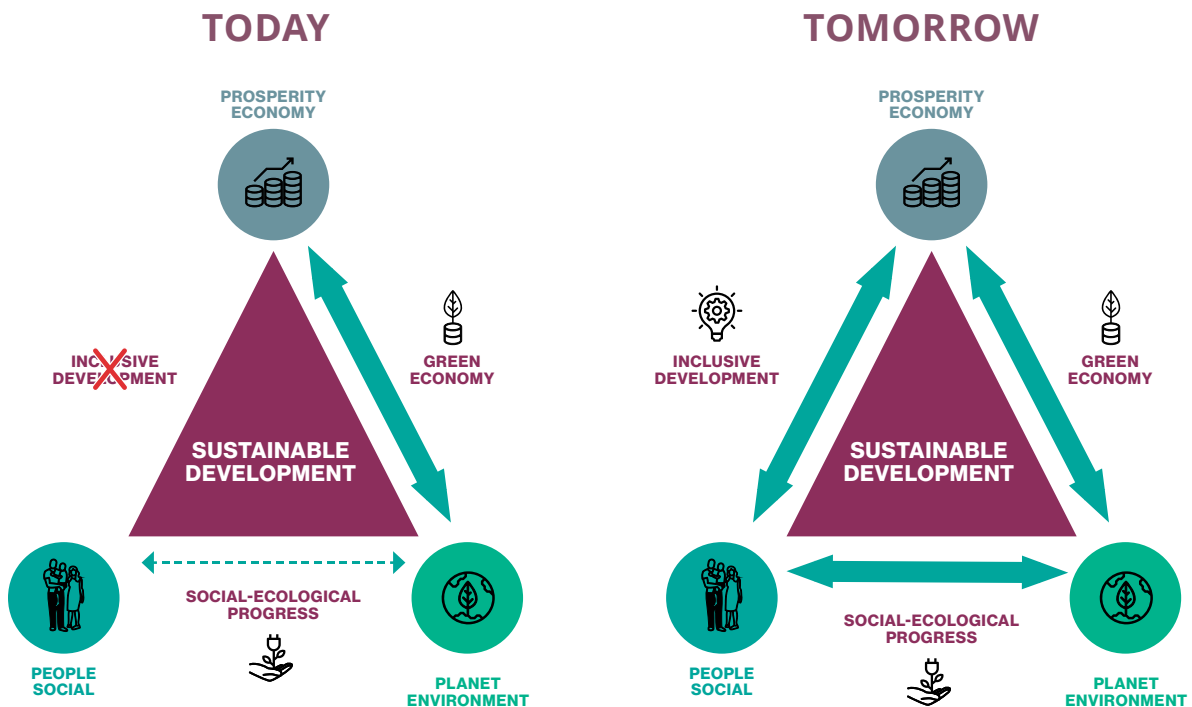 TODAY
PROSPERITY
ECONOMY
INCLUSIVE
DEVELOPMENT
GREEN
ECONOMY
SUSTAINABLE
DEVELOPMENT
SOCIAL-ECOLOGICAL
PROGRESS
PEOPLE
SOCIAL
PLANET
ENVIRONMENT
TOMORROW
PROSPERITY
ECONOMY
INCLUSIVE
DEVELOPMENT
GREEN
ECONOMY
SUSTAINABLE
DEVELOPMENT
SOCIAL-ECOLOGICAL
PROGRESS
PEOPLE
SOCIAL
PLANET
ENVIRONMENT